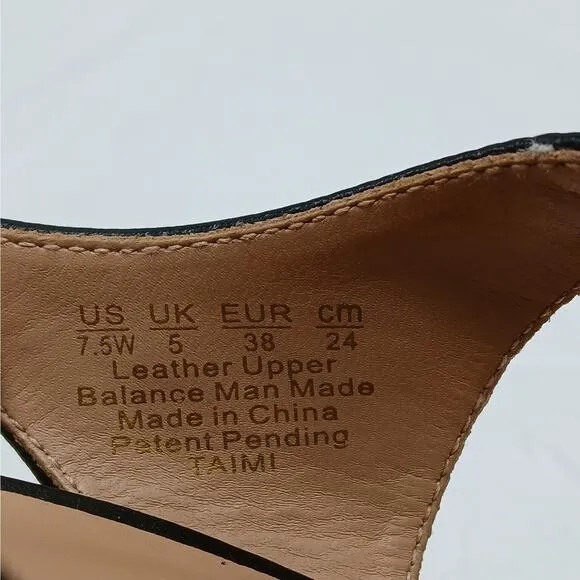 US UK EUR cm
7.5W 5 38 24
Leather Upper
Balance Man Made
Made in China
Patent Pending
TAIMI